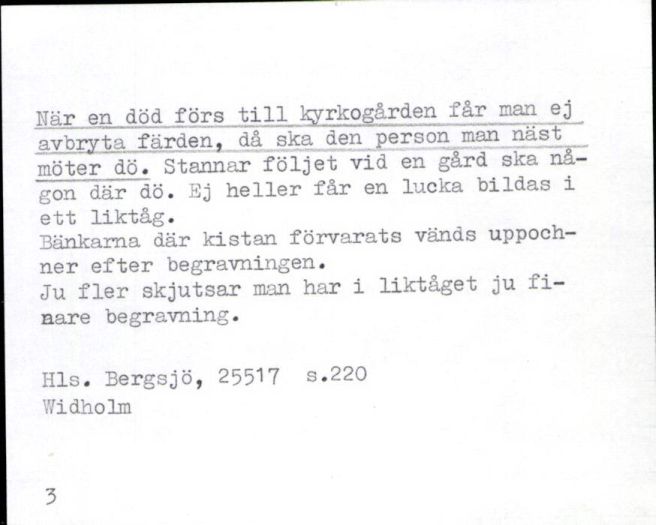 När en död förs till kyrkogården får man ej
avbryta färden, då ska den person man näst
möter dö. Stannar följet vid en gård ska nå-
gon där dö. Ej heller får en lucka bildas i
ett liktåg.
Bänkarna där kistan förvarats vänds uppoch-
ner efter begravningen.
Ju fler skjutsar man har i liktåget ju fi-
nare begravning.
Hls. Bergsjö, 25517 s.220
Widholm
3